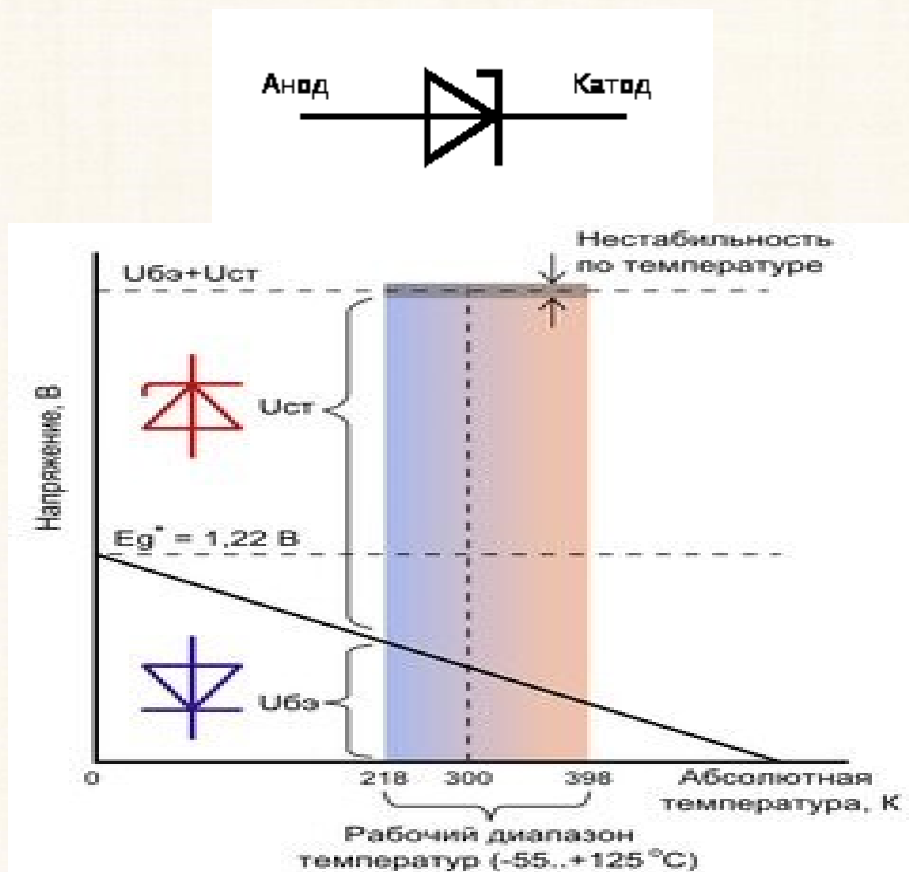 Анод
Катод
Нестабильность
по температуре
Uбэ+Uст
Напряжение, В
Uст
Eg* = 1,22 В
Uбэ
0
218
300
398
Абсолютная
температура, К
Рабочий диапазон
температур (-55..+125 °С)